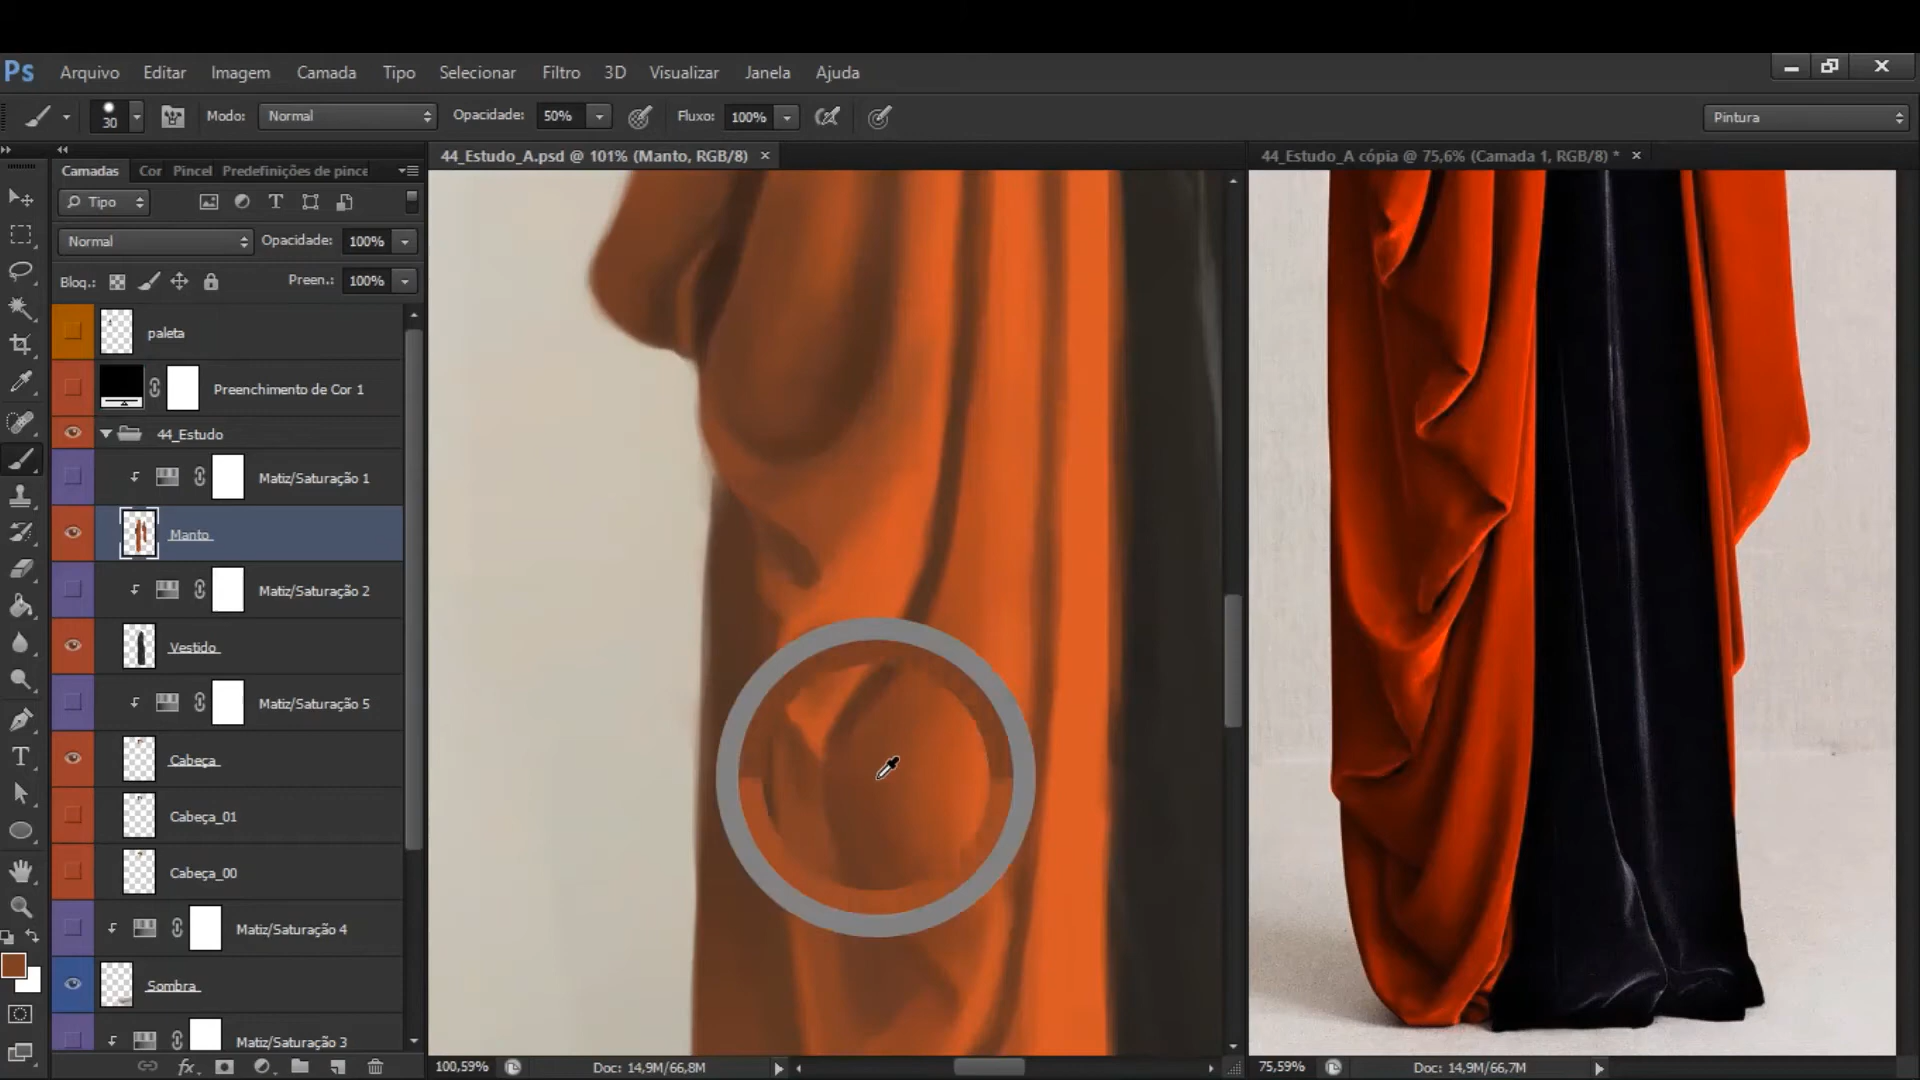 Ps Arquivo Editar Imagem Camada Tipo Selecionar Filtro 3D Visualizar Janela Ajuda
30 Modo: Normal Opacidade: 50% Fluxo: 100% Pintura
Camadas Cor Pincel Predefinições de pince
44_Estudo_A.psd @ 101% (Manto, RGB/8) ×
44_Estudo_A cópia @ 75,6% (Camada 1, RGB/8) * ×
Tipo
Normal Opacidade: 100%
Bloq.: Preen.: 100%
paleta
Preenchimento de Cor 1
44_Estudo
Matiz/Saturação 1
Manto
Matiz/Saturação 2
Vestido
Matiz/Saturação 5
Cabeça
Cabeça_01
Cabeça_00
Matiz/Saturação 4
Sombra
Matiz/Saturação 3
fx
100,59% Doc: 14,9M/66,8M
75,59% Doc: 14,9M/66,7M